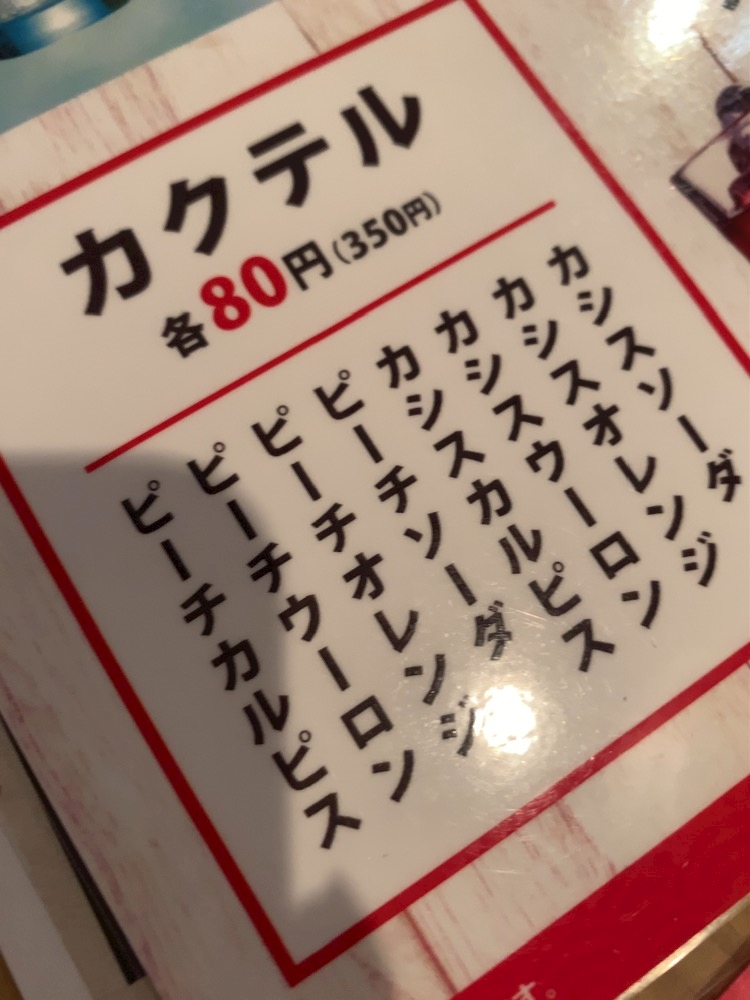 カクテル
各80円(350円)
カシスソーダ
カシスオレンジ
カシスウーロン
カシスカルピス
ピーチソーダ
ピーチオレンジ
ピーチウーロン
ピーチカルピス
す。